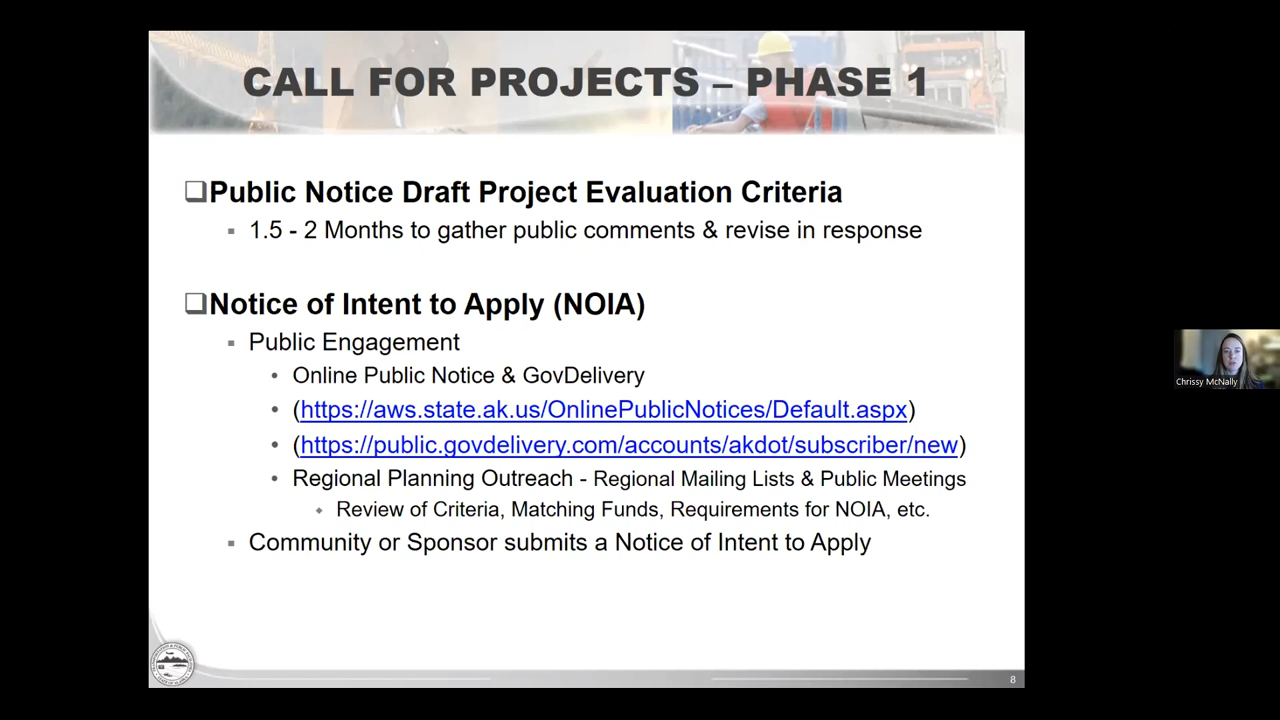 CALL FOR PROJECTS – PHASE 1
Public Notice Draft Project Evaluation Criteria
1.5 - 2 Months to gather public comments & revise in response
Notice of Intent to Apply (NOIA)
Public Engagement
Online Public Notice & GovDelivery
(https://aws.state.ak.us/OnlinePublicNotices/Default.aspx)
(https://public.govdelivery.com/accounts/akdot/subscriber/new)
Regional Planning Outreach - Regional Mailing Lists & Public Meetings
Review of Criteria, Matching Funds, Requirements for NOIA, etc.
Community or Sponsor submits a Notice of Intent to Apply
8
Chrissy McNally